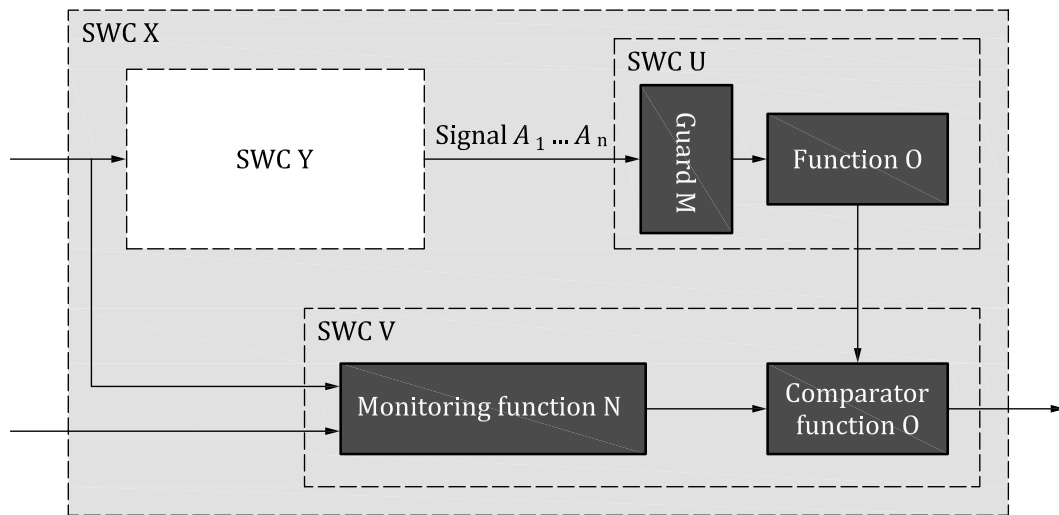 SWC X
SWC U
SWC Y
Signal A 1 ... A n
Guard M
Function O
SWC V
Monitoring function N
Comparator
function O